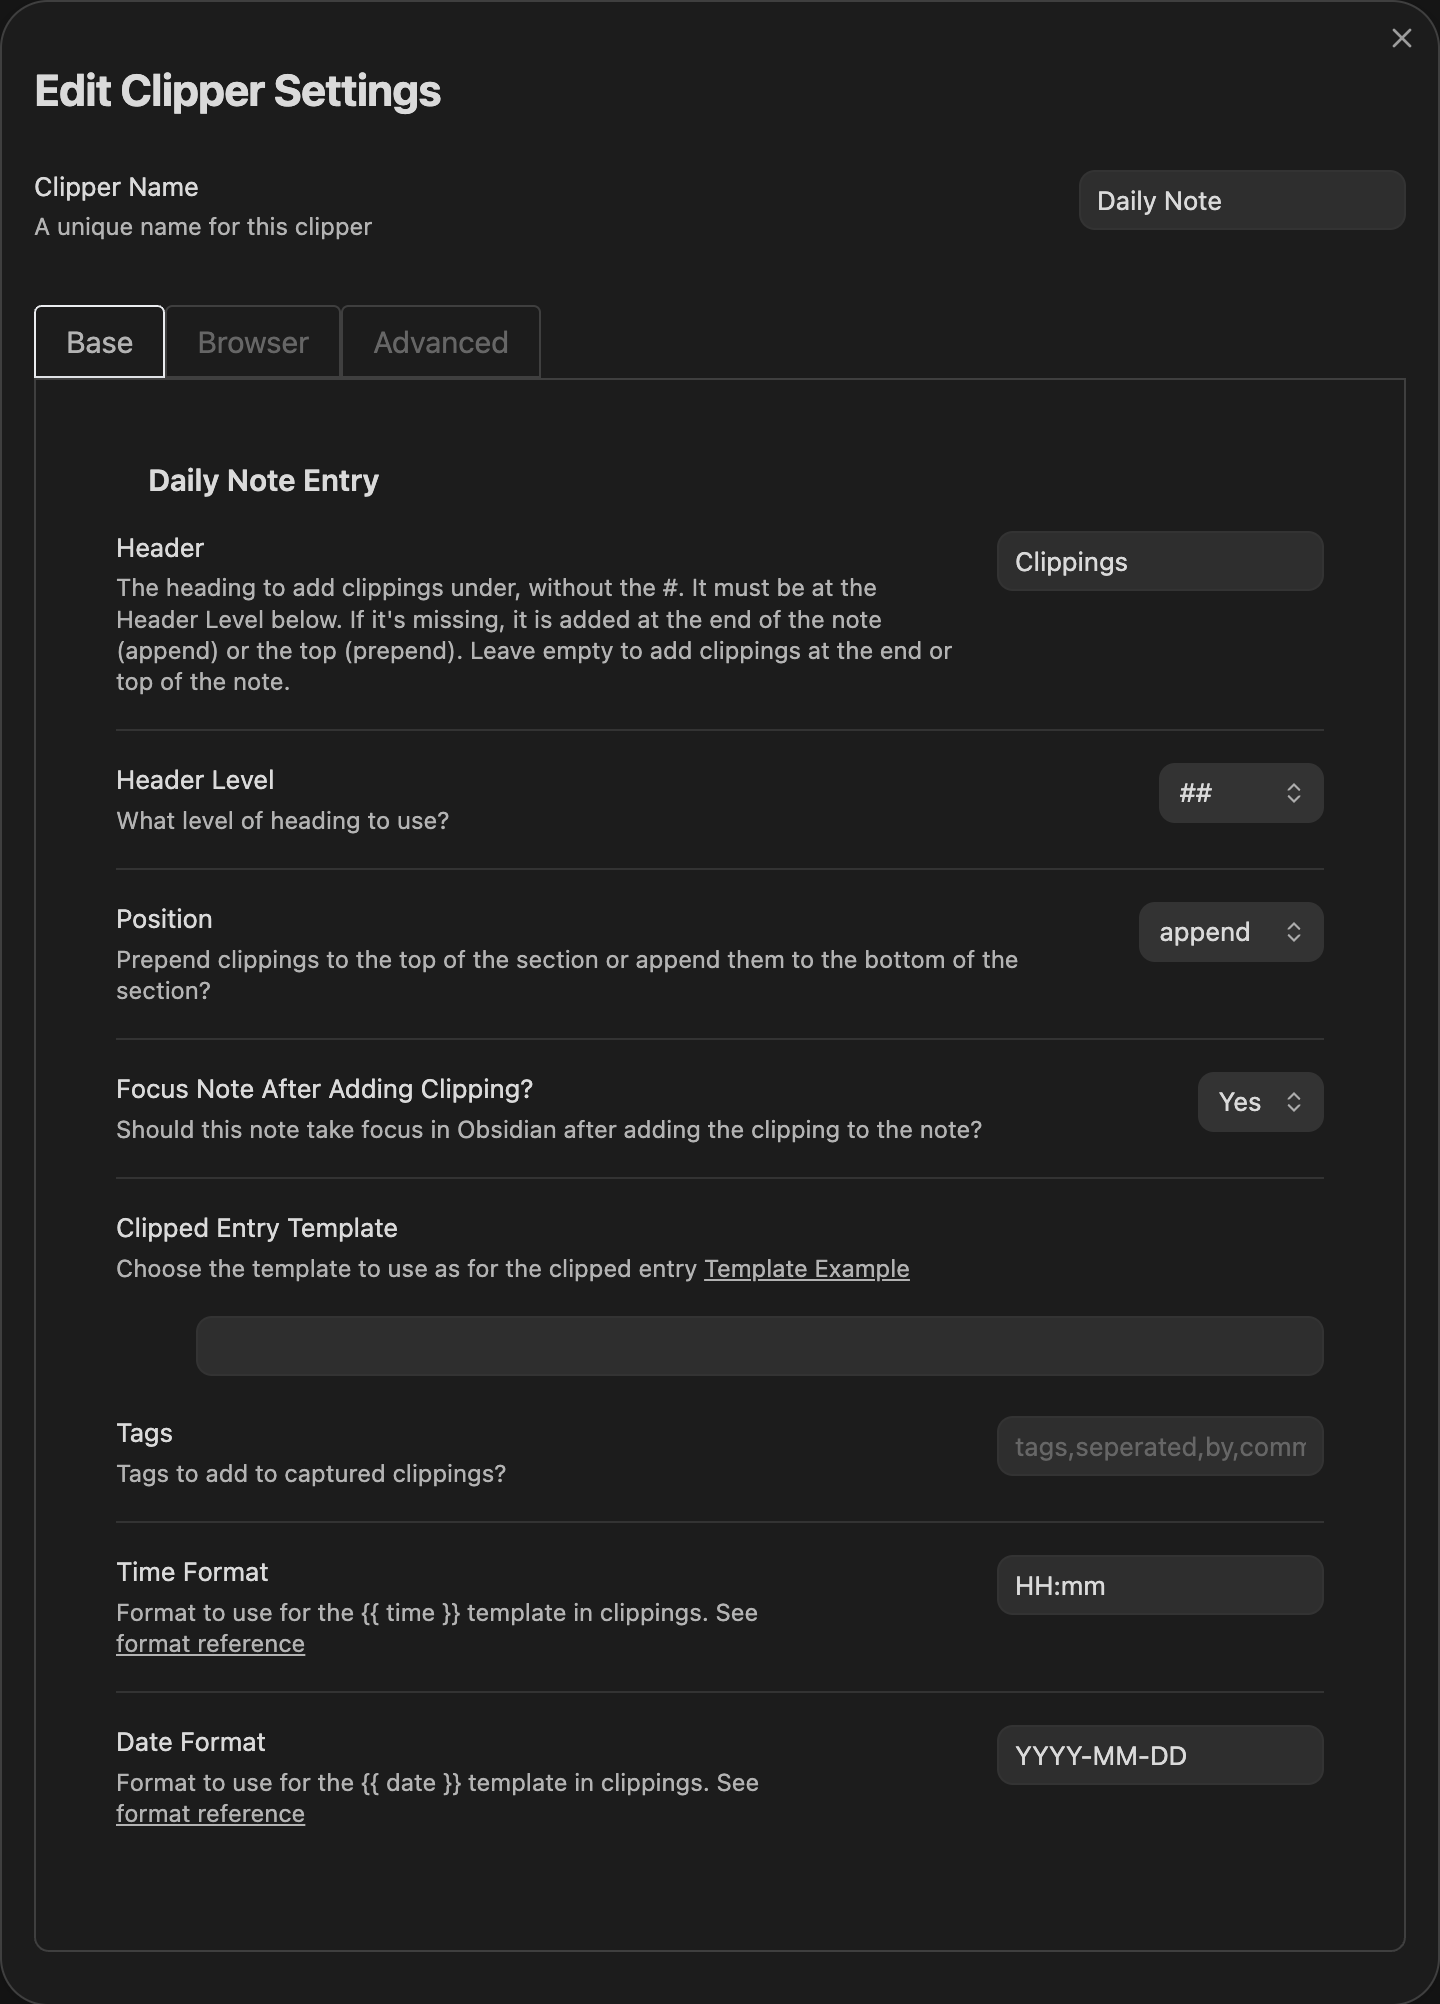 Edit Clipper Settings
Clipper Name
A unique name for this clipper
Daily Note
Base
Browser
Advanced
Daily Note Entry
Header
The heading to add clippings under, without the #. It must be at the
Header Level below. If it's missing, it is added at the end of the note
(append) or the top (prepend). Leave empty to add clippings at the end or
top of the note.
Clippings
Header Level
What level of heading to use?
##
Position
Prepend clippings to the top of the section or append them to the bottom of the
section?
append
Focus Note After Adding Clipping?
Should this note take focus in Obsidian after adding the clipping to the note?
Yes
Clipped Entry Template
Choose the template to use as for the clipped entry Template Example
Tags
Tags to add to captured clippings?
tags,seperated,by,comm
Time Format
Format to use for the {{ time }} template in clippings. See
format reference
HH:mm
Date Format
Format to use for the {{ date }} template in clippings. See
format reference
YYYY-MM-DD